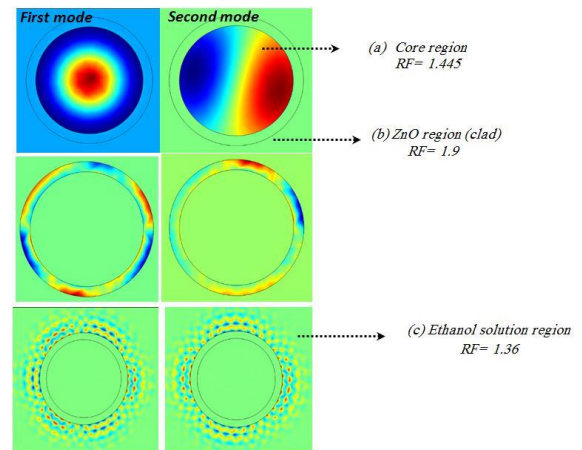 First mode
Second mode
(a) Core region
RF= 1.445
(b) ZnO region (clad)
RF= 1.9
(c) Ethanol solution region
RF= 1.36